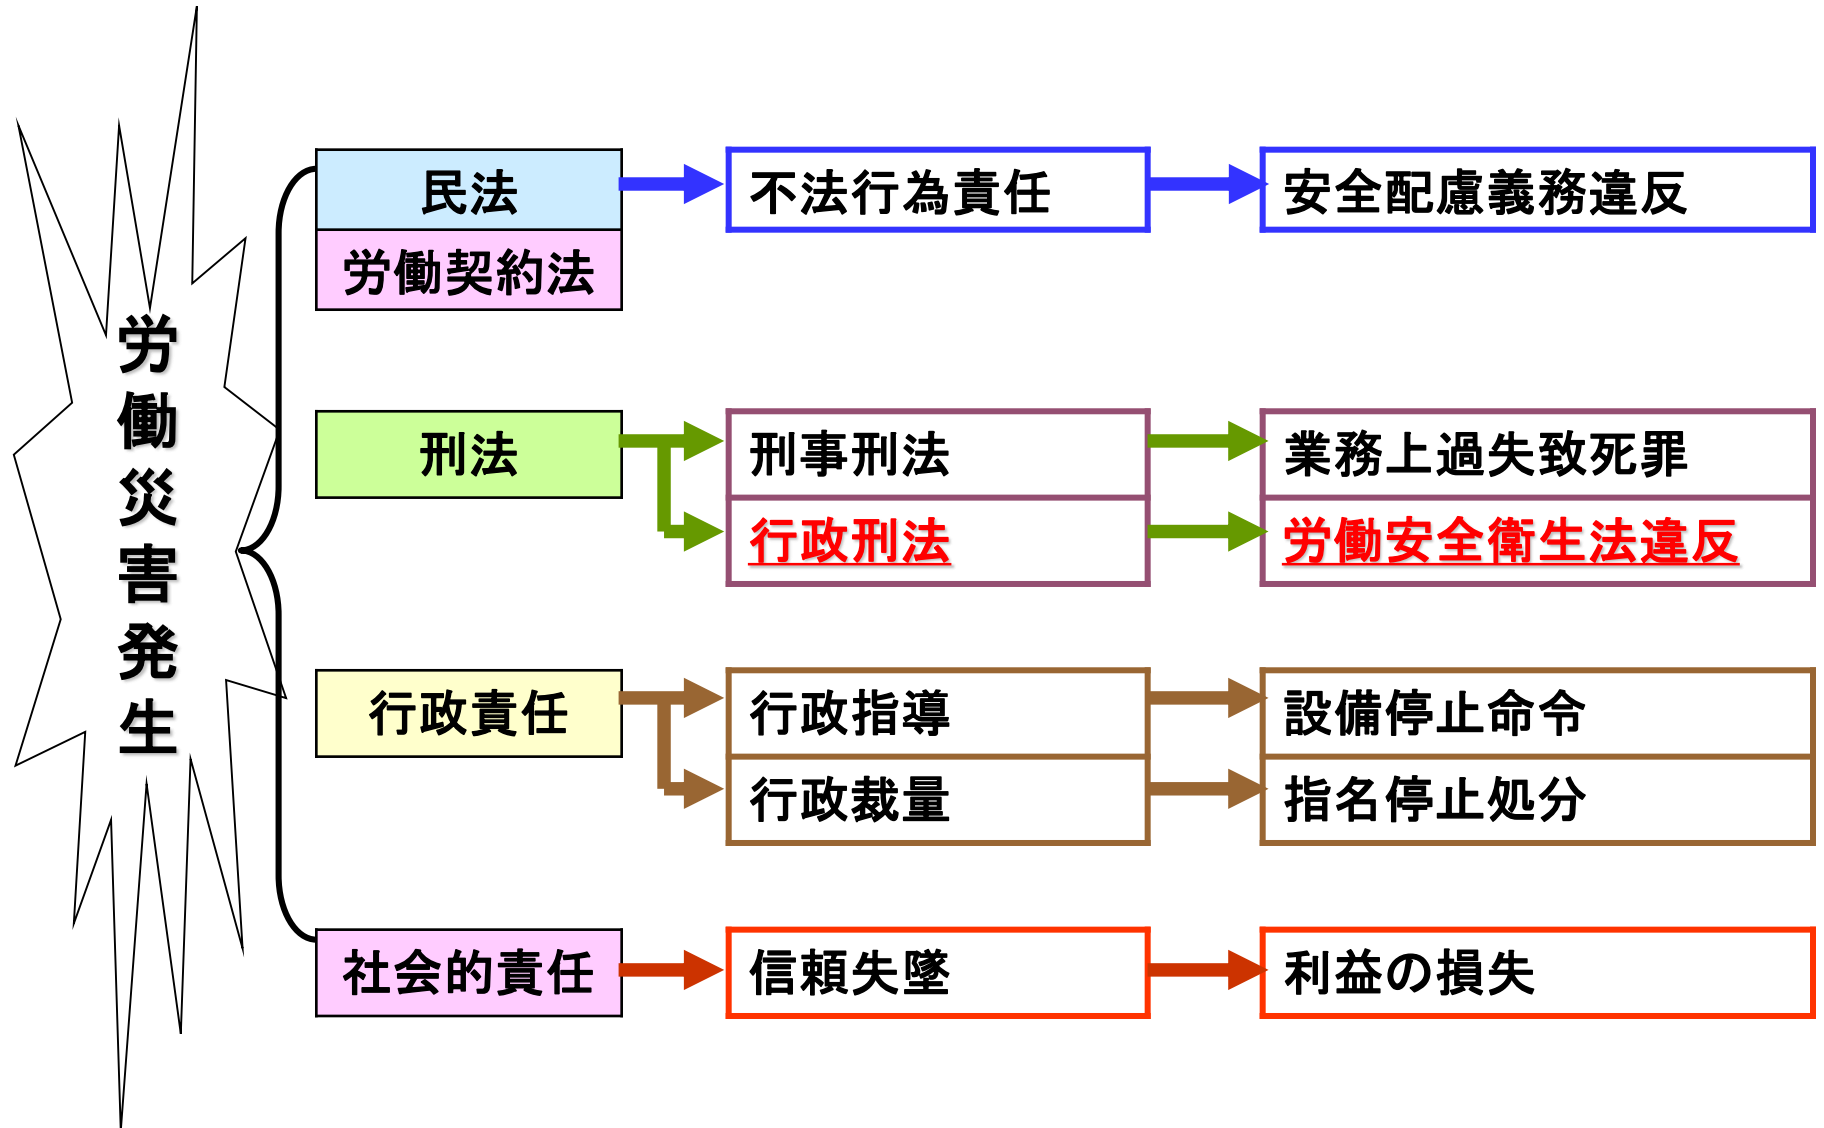 労働災害発生
民法
不法行為責任
安全配慮義務違反
労働契約法
刑法
刑事刑法
業務上過失致死罪
行政刑法
労働安全衛生法違反
行政責任
行政指導
設備停止命令
行政裁量
指名停止処分
社会的責任
信頼失墜
利益の損失